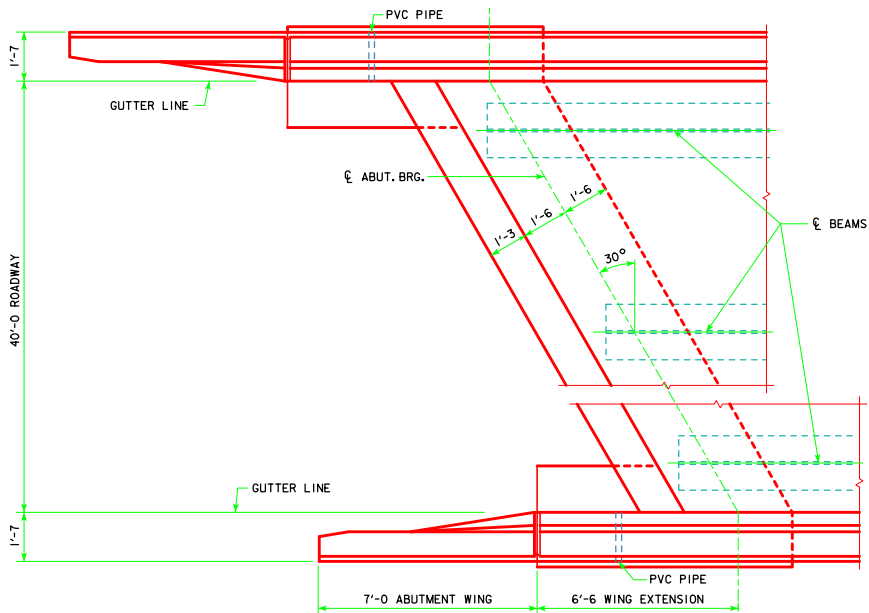 PVC PIPE
1'-7
GUTTER LINE
℄ ABUT. BRG.
1'-6
1'-6
1'-3
℄ BEAMS
30°
40'-0 ROADWAY
GUTTER LINE
1'-7
PVC PIPE
7'-0 ABUTMENT WING
6'-6 WING EXTENSION